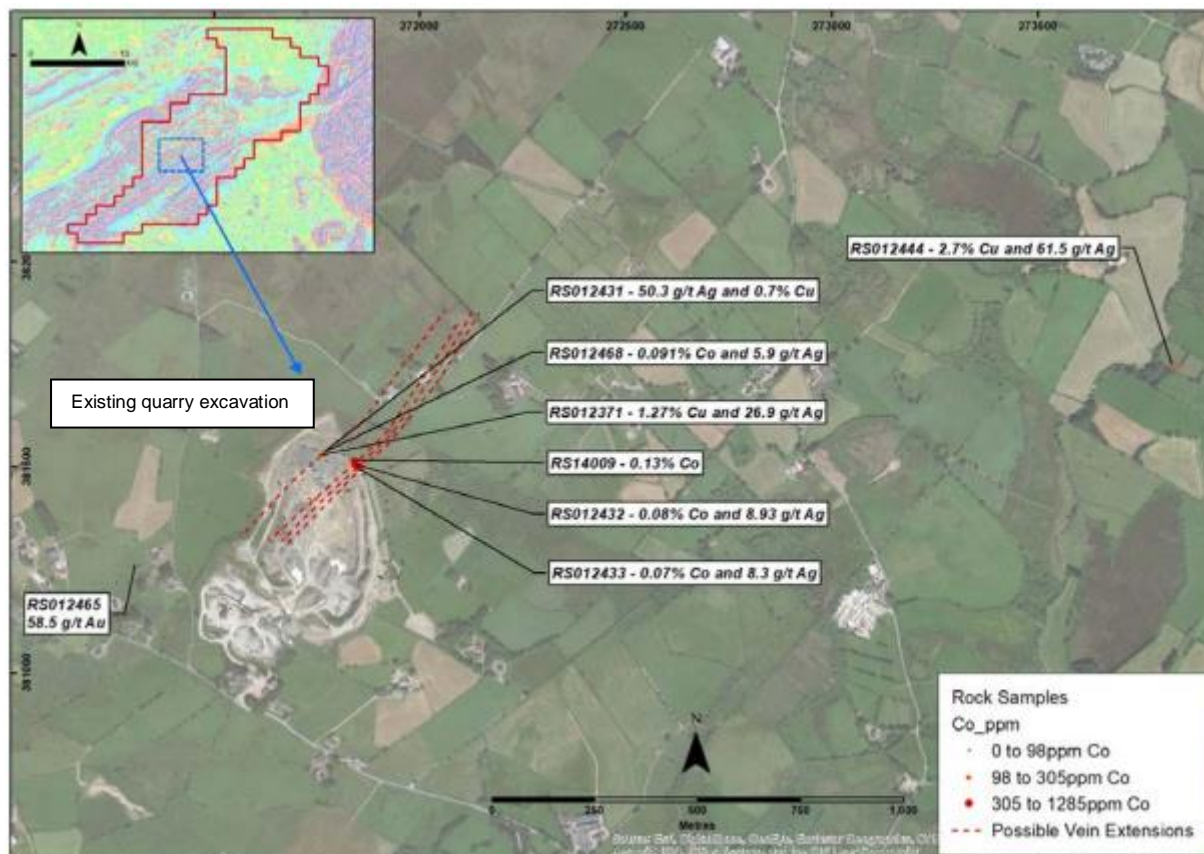 272000
272500
273000
273500
N
0
10
381500
381000
RS012444 - 2.7% Cu and 61.5 g/t Ag
RS012431 - 50.3 g/t Ag and 0.7% Cu
RS012468 - 0.091% Co and 5.9 g/t Ag
Existing quarry excavation
RS012371 - 1.27% Cu and 26.9 g/t Ag
RS14009 - 0.13% Co
RS012432 - 0.08% Co and 8.93 g/t Ag
RS012433 - 0.07% Co and 8.3 g/t Ag
RS012465
58.5 g/t Au
N
0 250 500 750 1,000
Metres
Rock Samples
Co_ppm
0 to 98ppm Co
98 to 305ppm Co
305 to 1285ppm Co
Possible Vein Extensions